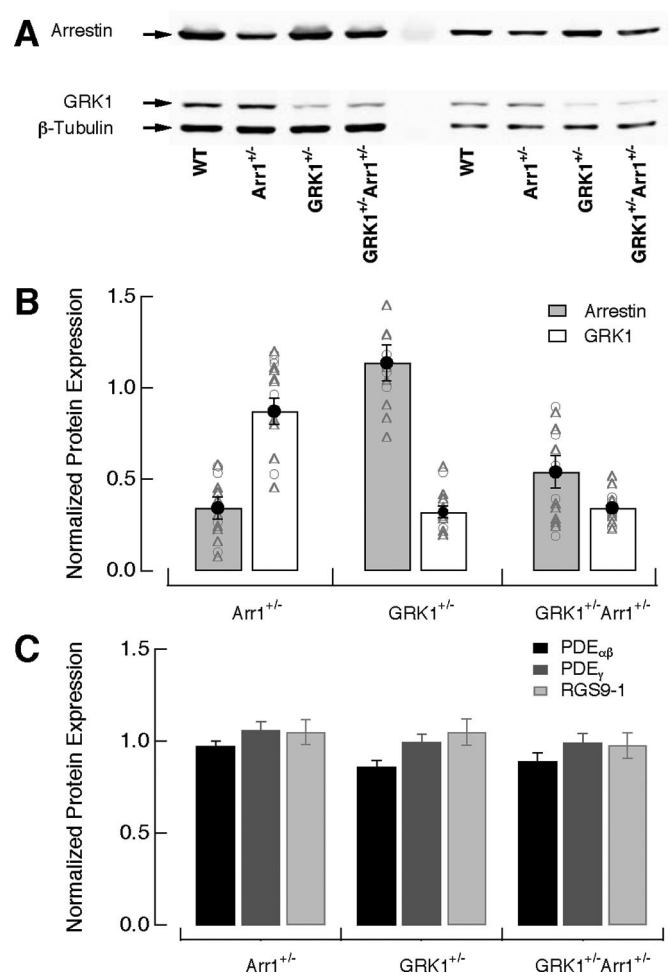 A
Arrestin
GRK1
β-Tubulin
WT
Arr1+/-
GRK1+/-
GRK1+/-Arr1+/-
WT
Arr1+/-
GRK1+/-
GRK1+/-Arr1+/-
B
Normalized Protein Expression
1.5
1.0
0.5
0.0
Arrestin
GRK1
Arr1+/-
GRK1+/-
GRK1+/-Arr1+/-
C
Normalized Protein Expression
1.5
1.0
0.5
0.0
PDEαβ
PDEγ
RGS9-1
Arr1+/-
GRK1+/-
GRK1+/-Arr1+/-